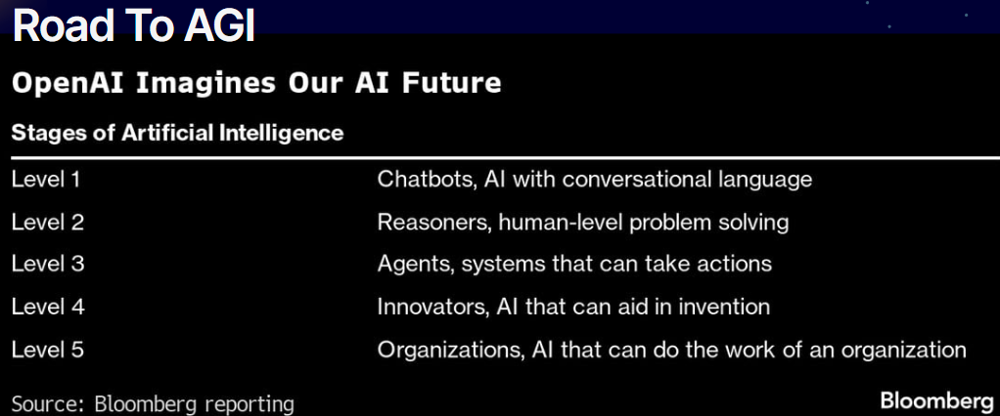 Road To AGI
OpenAI Imagines Our AI Future
Stages of Artificial Intelligence
Level 1 Chatbots, AI with conversational language
Level 2 Reasoners, human-level problem solving
Level 3 Agents, systems that can take actions
Level 4 Innovators, AI that can aid in invention
Level 5 Organizations, AI that can do the work of an organization
Source: Bloomberg reporting Bloomberg